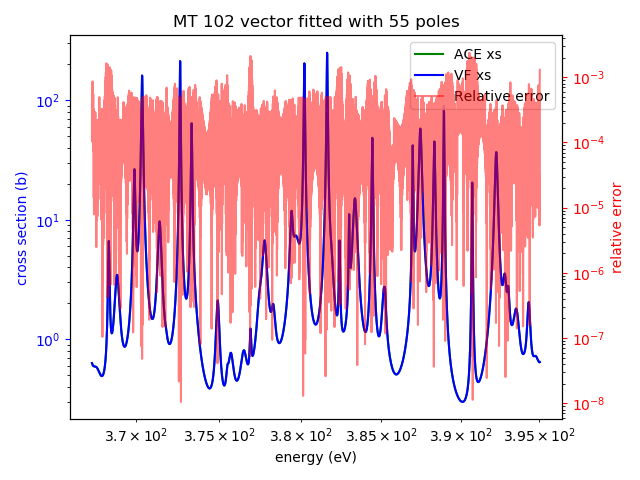 MT 102 vector fitted with 55 poles
ACE xs
VF xs
Relative error
cross section (b)
10²
10¹
10⁰
relative error
10⁻³
10⁻⁴
10⁻⁵
10⁻⁶
10⁻⁷
10⁻⁸
3.7 × 10² 3.75 × 10² 3.8 × 10² 3.85 × 10² 3.9 × 10² 3.95 × 10²
energy (eV)